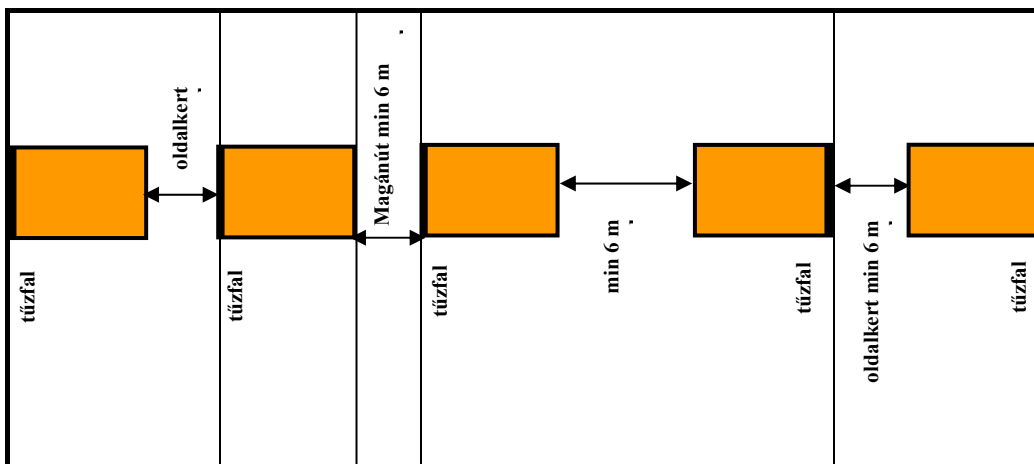 oldalkert
Magánút min 6 m
min 6 m
oldalkert min 6 m
tűzfal
tűzfal
tűzfal
tűzfal
tűzfal